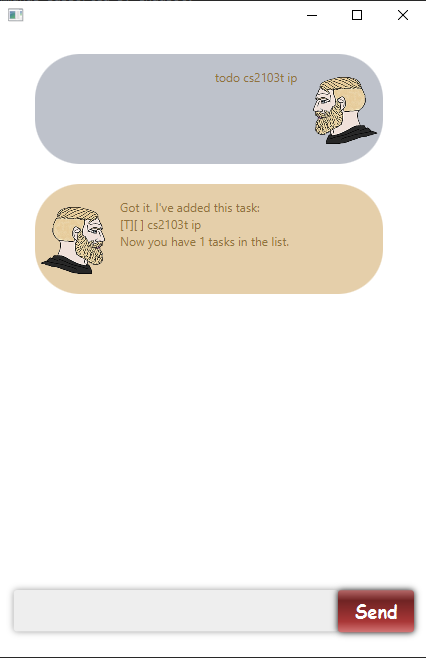 todo cs2103t ip
Got it. I've added this task:
[T][ ] cs2103t ip
Now you have 1 tasks in the list.
Send